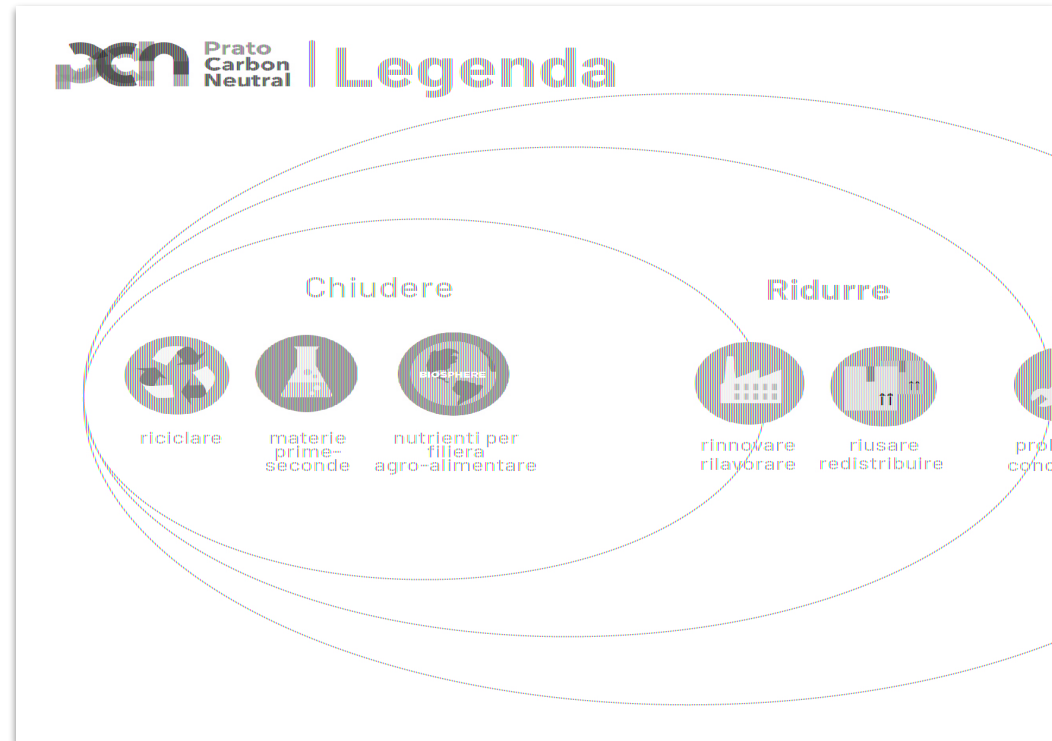 pcn Prato
Carbon
Neutral
Legenda
Chiudere
Ridurre
BIOSPHERE
riciclare
materie
prime-
seconde
nutrienti per
filiera
agro-alimentare
rinnovare
rilavorare
riusare
redistribuire